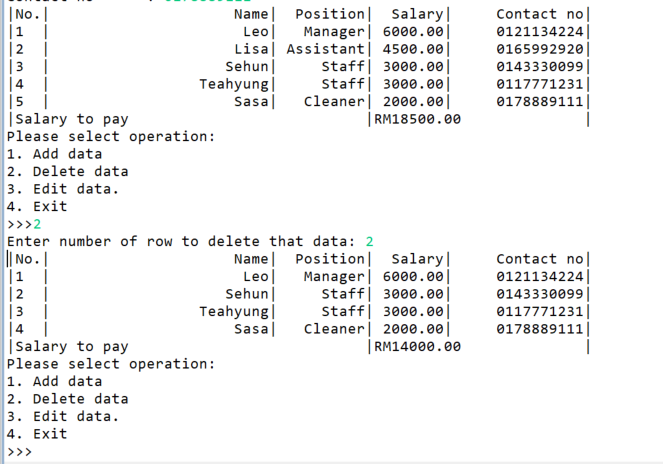 |No.| Name| Position| Salary| Contact no|
|1 | Leo| Manager| 6000.00| 0121134224|
|2 | Lisa| Assistant| 4500.00| 0165992920|
|3 | Sehun| Staff| 3000.00| 0143330099|
|4 | Teahyung| Staff| 3000.00| 0117771231|
|5 | Sasa| Cleaner| 2000.00| 0178889111|
|Salary to pay |RM18500.00 |
Please select operation:
1. Add data
2. Delete data
3. Edit data.
4. Exit
>>>2
Enter number of row to delete that data: 2
|No.| Name| Position| Salary| Contact no|
|1 | Leo| Manager| 6000.00| 0121134224|
|2 | Sehun| Staff| 3000.00| 0143330099|
|3 | Teahyung| Staff| 3000.00| 0117771231|
|4 | Sasa| Cleaner| 2000.00| 0178889111|
|Salary to pay |RM14000.00 |
Please select operation:
1. Add data
2. Delete data
3. Edit data.
4. Exit
>>>